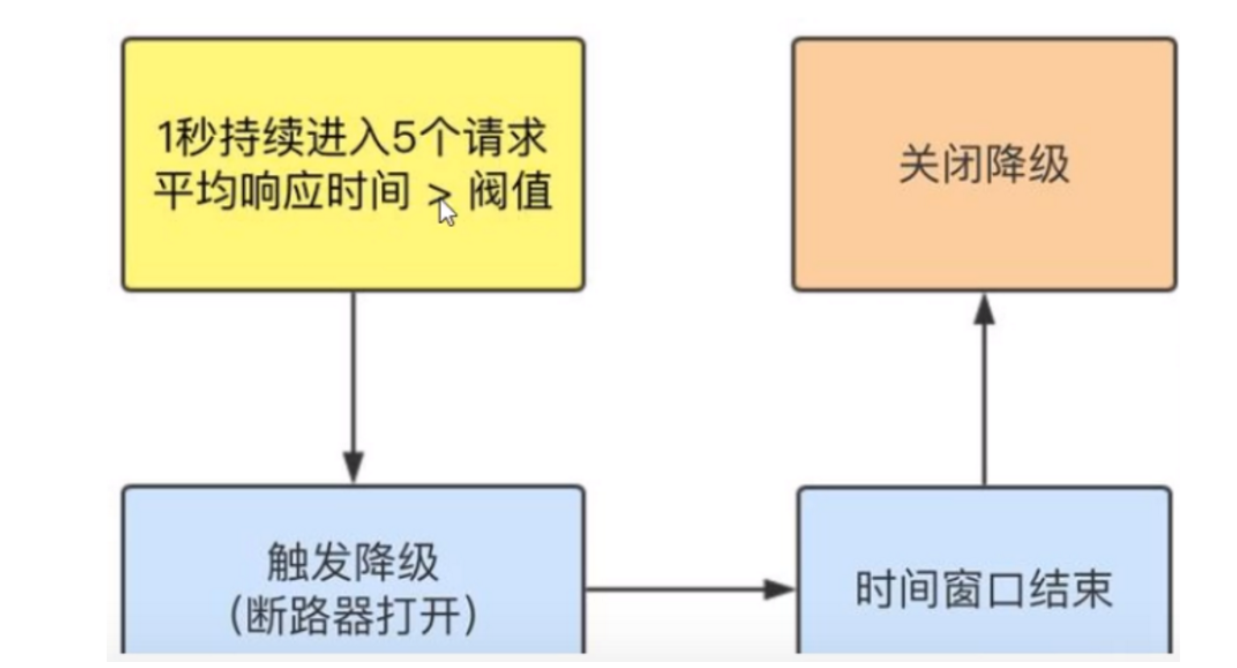 1秒持续进入5个请求
平均响应时间 > 阀值
关闭降级
触发降级
(断路器打开)
时间窗口结束